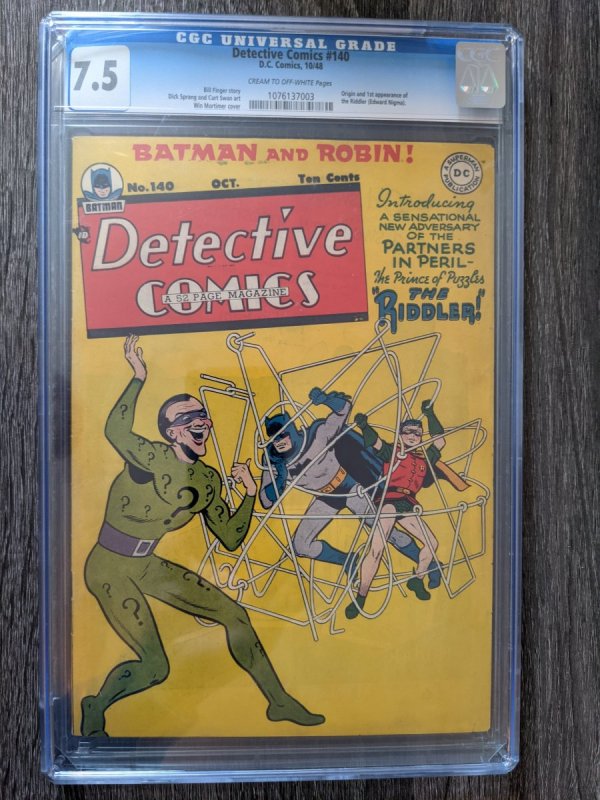 CGC UNIVERSAL GRADE
7.5
Detective Comics #140
D.C. Comics, 10/48
CREAM TO OFF-WHITE Pages
Bill Finger story
Dick Sprang and Curt Swan art
Win Mortimer cover
1076137003
Origin and 1st appearance of
the Riddler (Edward Nigma).
CGC
BATMAN AND ROBIN!
No. 140 OCT. Ten Cents
BATMAN
A SUPERMAN
DC
PUBLICATION
Detective
COMICS
A 52 PAGE MAGAZINE
Introducing
A SENSATIONAL
NEW ADVERSARY
OF THE
PARTNERS
IN PERIL-
The Prince of Puzzles
"THE
RIDDLER!"
? ? ? ? ? ? ? ?